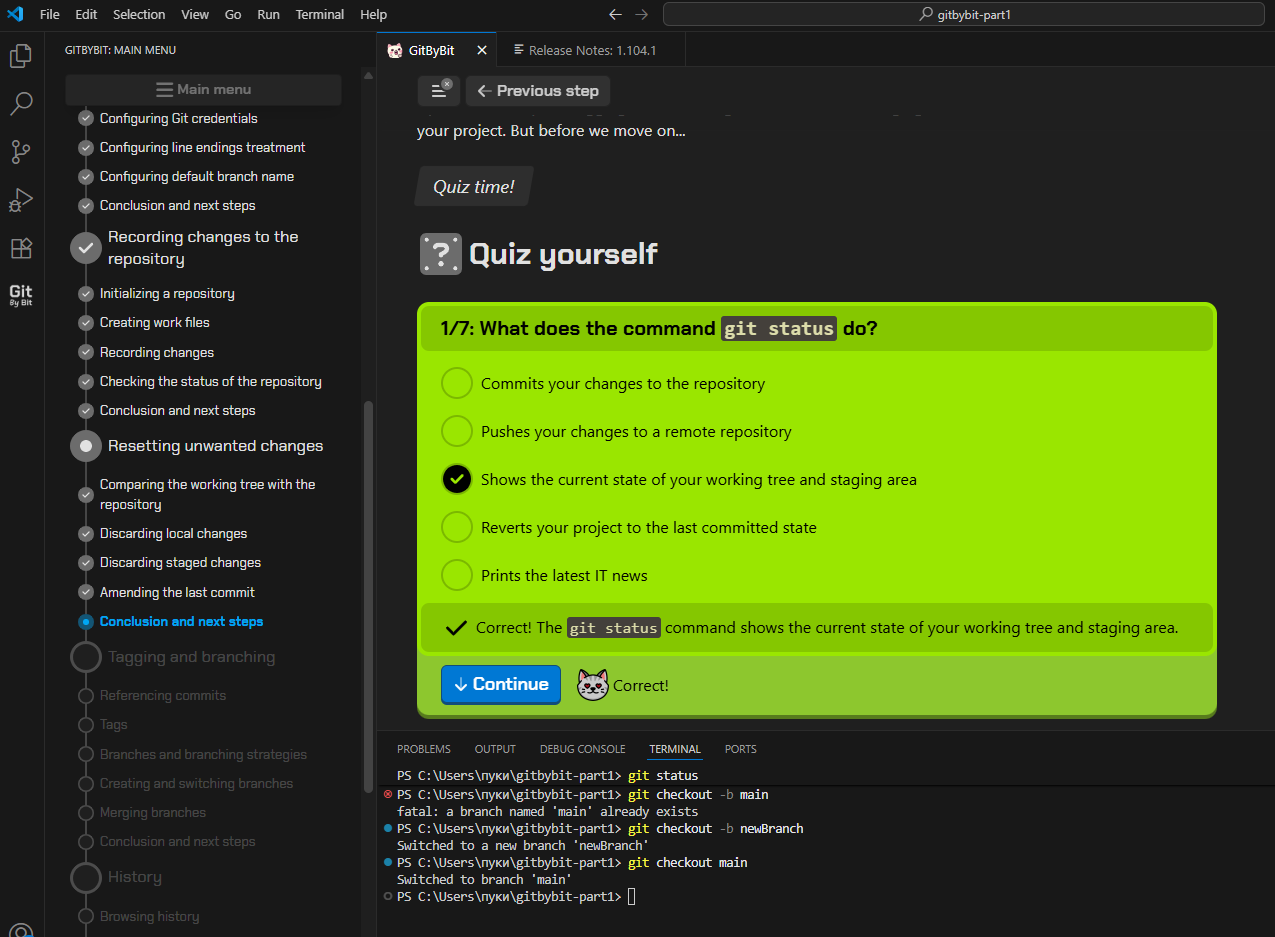 File Edit Selection View Go Run Terminal Help
gitbybit-part1
GITBYBIT: MAIN MENU
Main menu
Configuring Git credentials
Configuring line endings treatment
Configuring default branch name
Conclusion and next steps
Recording changes to the
repository
Initializing a repository
Creating work files
Recording changes
Checking the status of the repository
Conclusion and next steps
Resetting unwanted changes
Comparing the working tree with the
repository
Discarding local changes
Discarding staged changes
Amending the last commit
Conclusion and next steps
Tagging and branching
Referencing commits
Tags
Branches and branching strategies
Creating and switching branches
Merging branches
Conclusion and next steps
History
Browsing history
Git
By Bit
GitByBit
Release Notes: 1.104.1
Previous step
your project. But before we move on...
Quiz time!
Quiz yourself
1/7: What does the command git status do?
Commits your changes to the repository
Pushes your changes to a remote repository
Shows the current state of your working tree and staging area
Reverts your project to the last committed state
Prints the latest IT news
Correct! The git status command shows the current state of your working tree and staging area.
Continue
Correct!
PROBLEMS OUTPUT DEBUG CONSOLE TERMINAL PORTS
PS C:\Users\пуки\gitbybit-part1> git status
PS C:\Users\пуки\gitbybit-part1> git checkout -b main
fatal: a branch named 'main' already exists
PS C:\Users\пуки\gitbybit-part1> git checkout -b newBranch
Switched to a new branch 'newBranch'
PS C:\Users\пуки\gitbybit-part1> git checkout main
Switched to branch 'main'
PS C:\Users\пуки\gitbybit-part1>